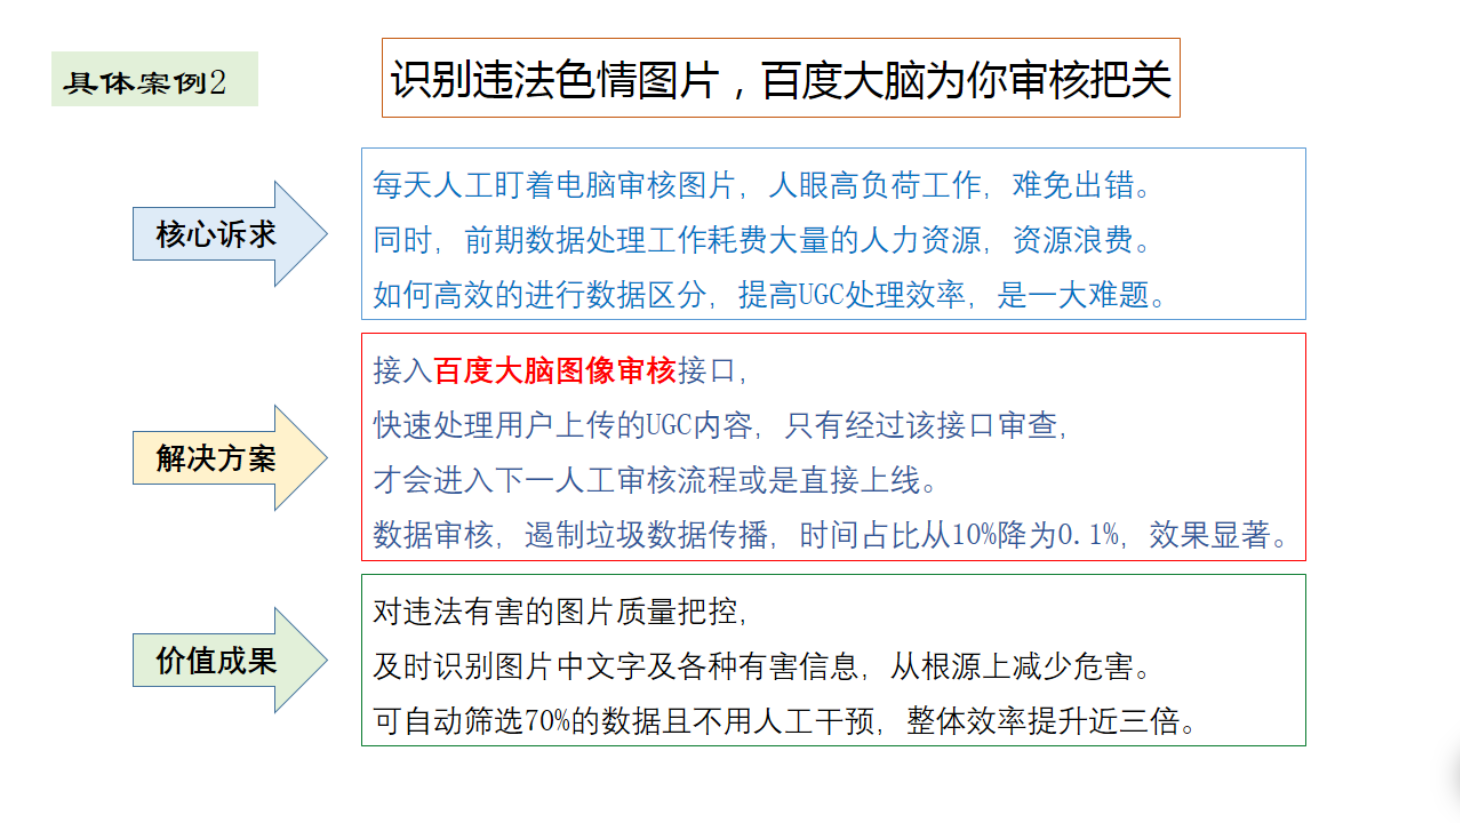 具体案例2
识别违法色情图片，百度大脑为你审核把关
核心诉求
每天人工盯着电脑审核图片，人眼高负荷工作，难免出错。
同时，前期数据处理工作耗费大量的人力资源，资源浪费。
如何高效的进行数据区分，提高UGC处理效率，是一大难题。
解决方案
接入百度大脑图像审核接口，
快速处理用户上传的UGC内容，只有经过该接口审查，
才会进入下一人工审核流程或是直接上线。
数据审核，遏制垃圾数据传播，时间占比从10%降为0.1%，效果显著。
价值成果
对违法有害的图片质量把控，
及时识别图片中文字及各种有害信息，从根源上减少危害。
可自动筛选70%的数据且不用人工干预，整体效率提升近三倍。